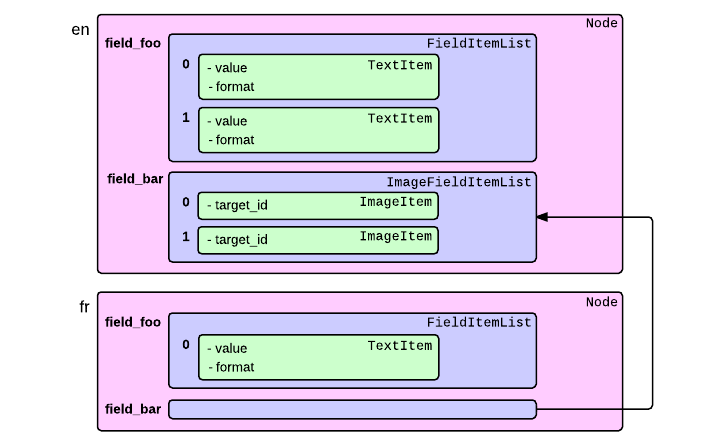 en
Node
field_foo
FieldItemList
0
- value
TextItem
- format
1
- value
TextItem
- format
field_bar
ImageFieldItemList
0
- target_id
ImageItem
1
- target_id
ImageItem
fr
Node
field_foo
FieldItemList
0
- value
TextItem
- format
field_bar